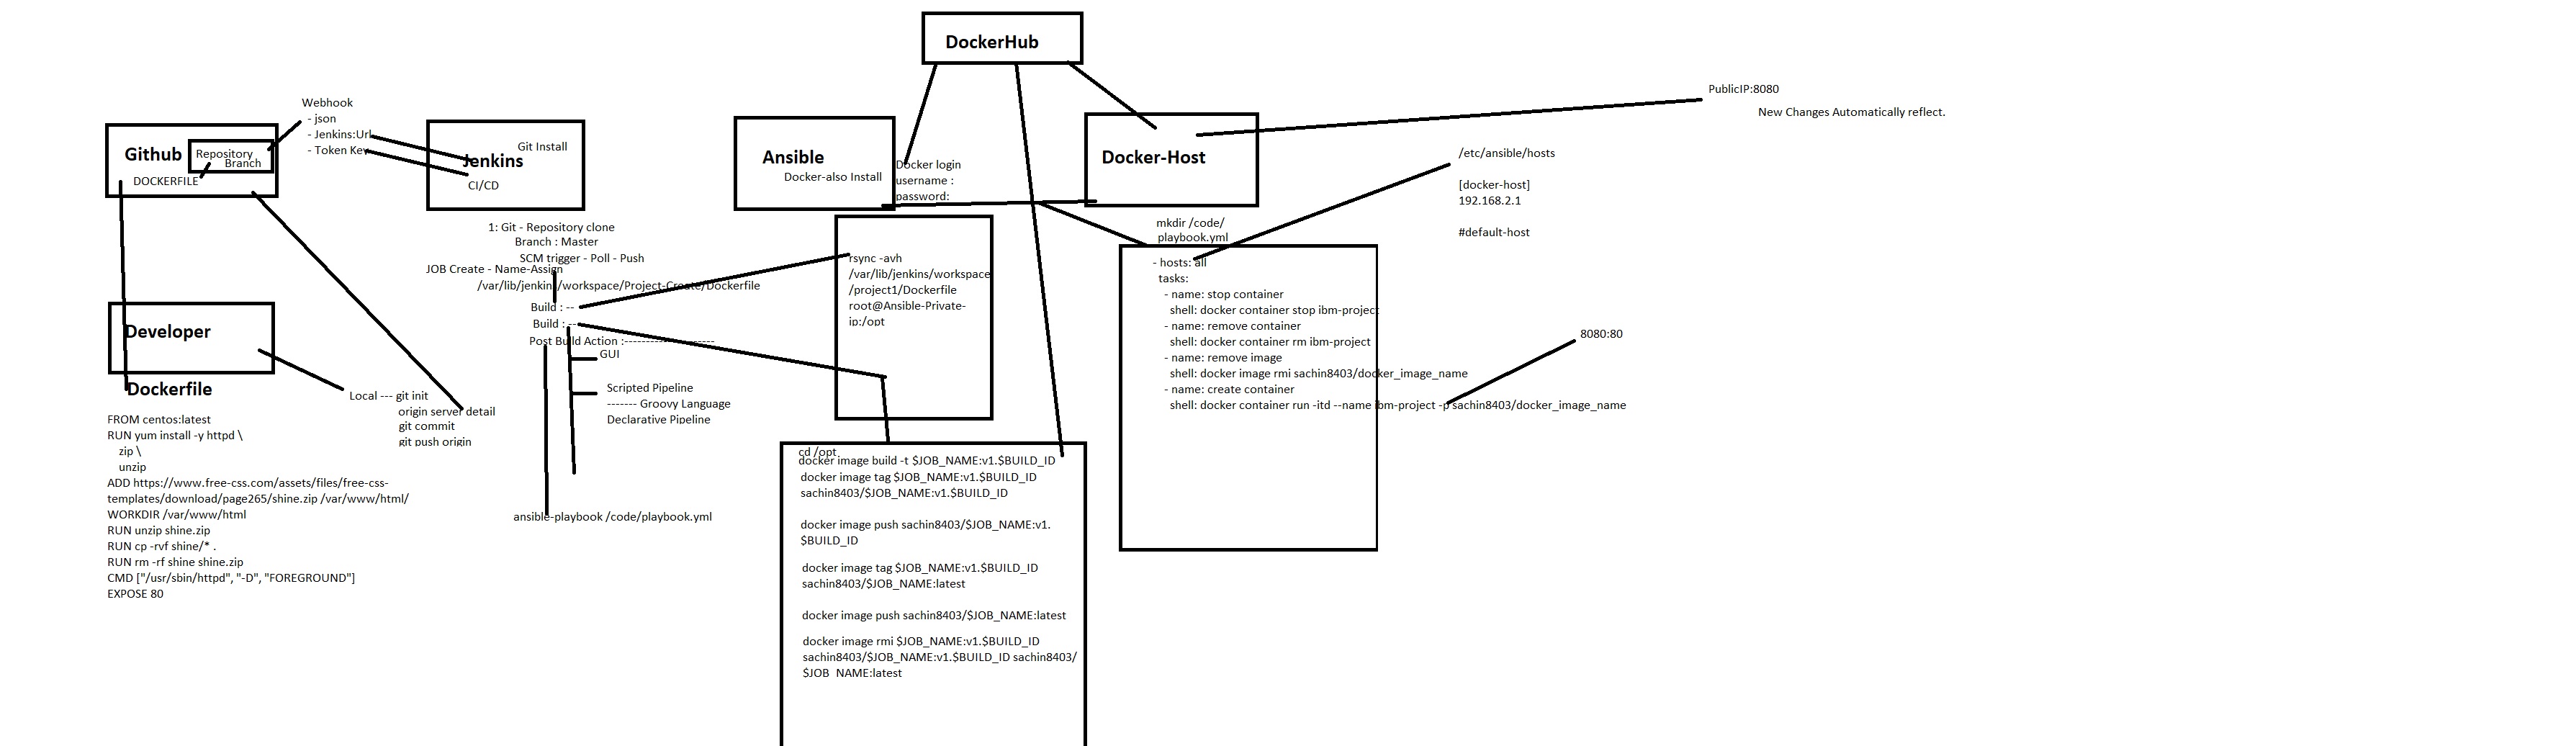 DockerHub
PublicIP:8080
New Changes Automatically reflect.
Webhook
- json
- Jenkins:Url
- Token Key
Github
Repository
Branch
DOCKERFILE
Git Install
Jenkins
CI/CD
Ansible
Docker-also Install
Docker login
username :
password:
Docker-Host
/etc/ansible/hosts
[docker-host]
192.168.2.1
#default-host
1: Git - Repository clone
Branch : Master
SCM trigger - Poll - Push
JOB Create - Name-Assign
/var/lib/jenkins/workspace/Project-Create/Dockerfile
Build : --
Build : --
Post Build Action :---------------------
GUI
Scripted Pipeline
------- Groovy Language
Declarative Pipeline
ansible-playbook /code/playbook.yml
rsync -avh
/var/lib/jenkins/workspace
/project1/Dockerfile
root@Ansible-Private-
ip:/opt
mkdir /code/
playbook.yml
- hosts: all
tasks:
- name: stop container
shell: docker container stop ibm-project
- name: remove container
shell: docker container rm ibm-project
- name: remove image
shell: docker image rmi sachin8403/docker_image_name
- name: create container
shell: docker container run -itd --name ibm-project -p sachin8403/docker_image_name
8080:80
Developer
Dockerfile
Local --- git init
origin server detail
git commit
git push origin
FROM centos:latest
RUN yum install -y httpd \
zip \
unzip
ADD https://www.free-css.com/assets/files/free-css-
templates/download/page265/shine.zip /var/www/html/
WORKDIR /var/www/html
RUN unzip shine.zip
RUN cp -rvf shine/* .
RUN rm -rf shine shine.zip
CMD ["/usr/sbin/httpd", "-D", "FOREGROUND"]
EXPOSE 80
cd /opt
docker image build -t $JOB_NAME:v1.$BUILD_ID
docker image tag $JOB_NAME:v1.$BUILD_ID
sachin8403/$JOB_NAME:v1.$BUILD_ID
docker image push sachin8403/$JOB_NAME:v1.
$BUILD_ID
docker image tag $JOB_NAME:v1.$BUILD_ID
sachin8403/$JOB_NAME:latest
docker image push sachin8403/$JOB_NAME:latest
docker image rmi $JOB_NAME:v1.$BUILD_ID
sachin8403/$JOB_NAME:v1.$BUILD_ID sachin8403/
$JOB_NAME:latest